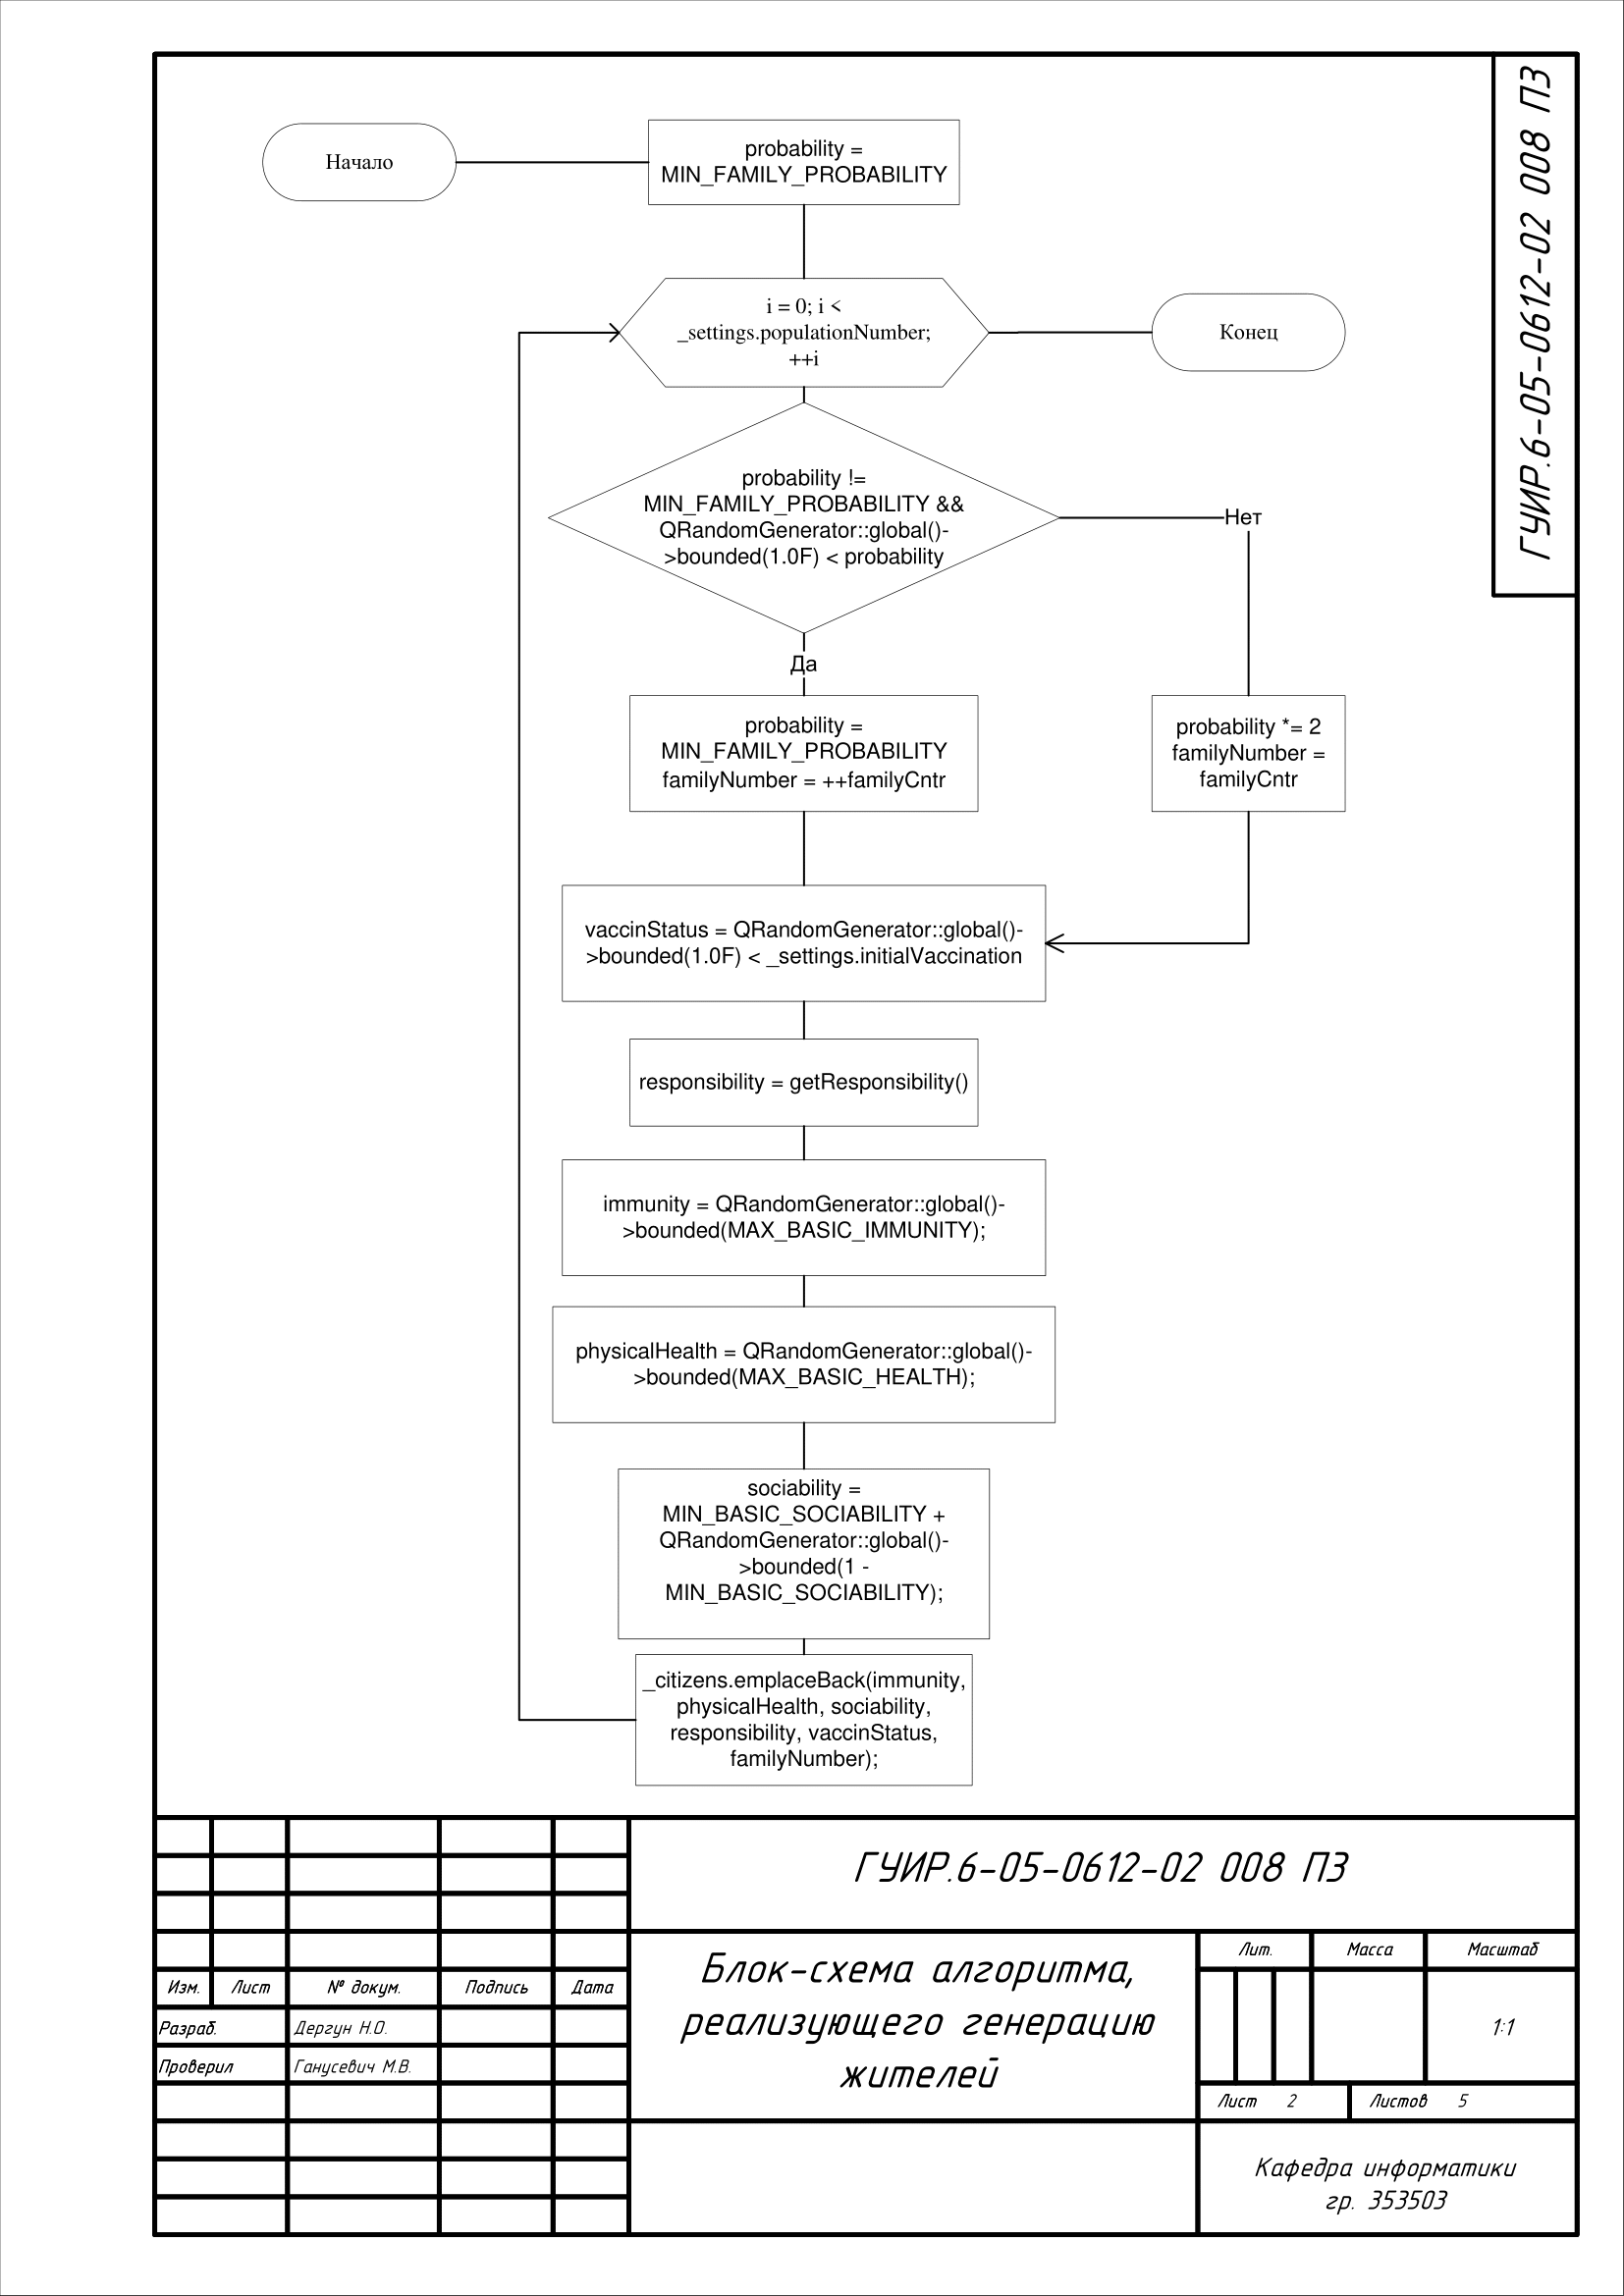 ГУИР.6-05-0612-02 008 ПЗ
Начало
probability =
MIN_FAMILY_PROBABILITY
i = 0; i <
_settings.populationNumber;
++i
Конец
probability !=
MIN_FAMILY_PROBABILITY &&
QRandomGenerator::global()-
>bounded(1.0F) < probability
Нет
Да
probability =
MIN_FAMILY_PROBABILITY
familyNumber = ++familyCntr
probability *= 2
familyNumber =
familyCntr
vaccinStatus = QRandomGenerator::global()-
>bounded(1.0F) < _settings.initialVaccination
responsibility = getResponsibility()
immunity = QRandomGenerator::global()-
>bounded(MAX_BASIC_IMMUNITY);
physicalHealth = QRandomGenerator::global()-
>bounded(MAX_BASIC_HEALTH);
sociability =
MIN_BASIC_SOCIABILITY +
QRandomGenerator::global()-
>bounded(1 -
MIN_BASIC_SOCIABILITY);
_citizens.emplaceBack(immunity,
physicalHealth, sociability,
responsibility, vaccinStatus,
familyNumber);
ГУИР.6-05-0612-02 008 ПЗ
Изм. Лист № докум. Подпись Дата
Разраб. Дергун Н.О.
Проверил Ганусевич М.В.
Блок-схема алгоритма,
реализующего генерацию
жителей
Лит. Масса Масштаб
1:1
Лист 2 Листов 5
Кафедра информатики
гр. 353503